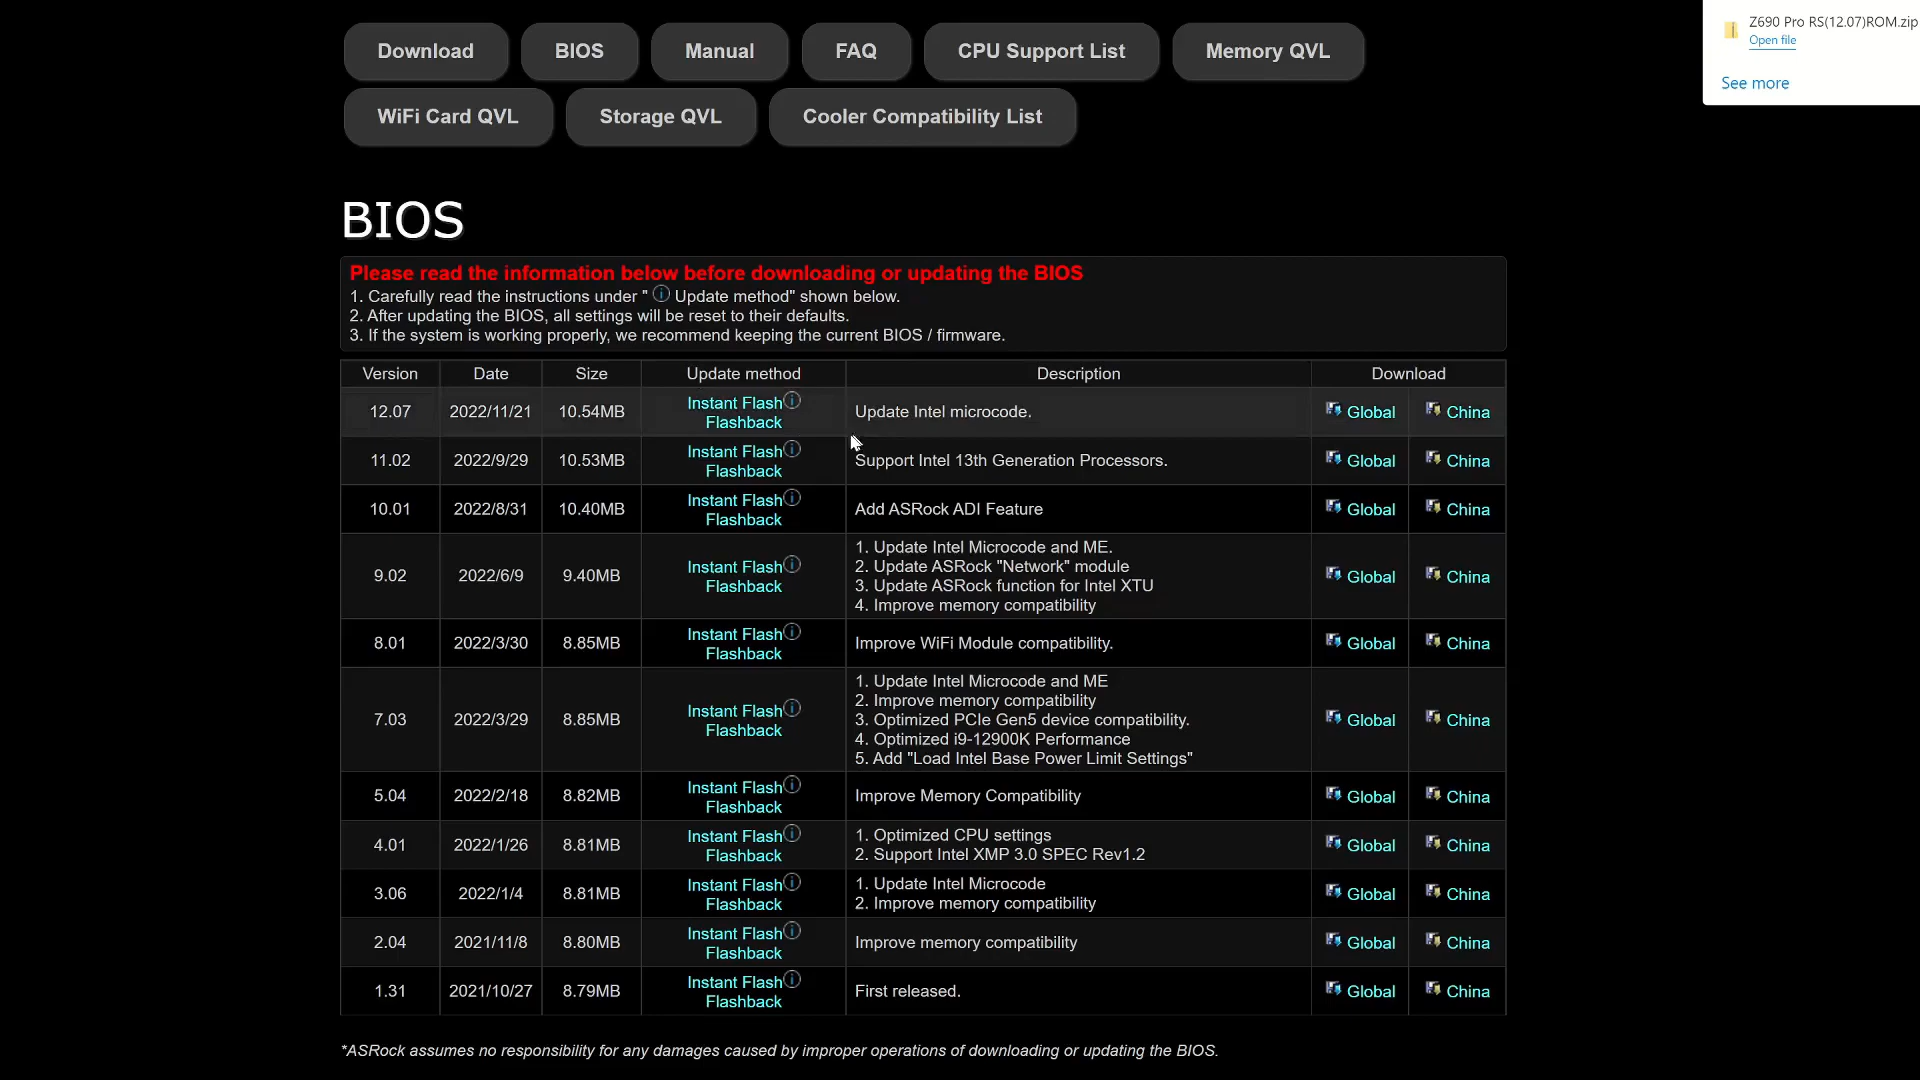 Download BIOS Manual FAQ CPU Support List Memory QVL
WiFi Card QVL Storage QVL Cooler Compatibility List
Z690 Pro RS(12.07)ROM.zip
Open file
See more
BIOS
Please read the information below before downloading or updating the BIOS
1. Carefully read the instructions under " ⓘ Update method" shown below.
2. After updating the BIOS, all settings will be reset to their defaults.
3. If the system is working properly, we recommend keeping the current BIOS / firmware.
Version Date Size Update method Description Download
12.07 2022/11/21 10.54MB Instant Flash Flashback Update Intel microcode. Global China
11.02 2022/9/29 10.53MB Instant Flash Flashback Support Intel 13th Generation Processors. Global China
10.01 2022/8/31 10.40MB Instant Flash Flashback Add ASRock ADI Feature Global China
9.02 2022/6/9 9.40MB Instant Flash Flashback
1. Update Intel Microcode and ME.
2. Update ASRock "Network" module
3. Update ASRock function for Intel XTU
4. Improve memory compatibility
Global China
8.01 2022/3/30 8.85MB Instant Flash Flashback Improve WiFi Module compatibility. Global China
7.03 2022/3/29 8.85MB Instant Flash Flashback
1. Update Intel Microcode and ME
2. Improve memory compatibility
3. Optimized PCIe Gen5 device compatibility.
4. Optimized i9-12900K Performance
5. Add "Load Intel Base Power Limit Settings"
Global China
5.04 2022/2/18 8.82MB Instant Flash Flashback Improve Memory Compatibility Global China
4.01 2022/1/26 8.81MB Instant Flash Flashback
1. Optimized CPU settings
2. Support Intel XMP 3.0 SPEC Rev1.2
Global China
3.06 2022/1/4 8.81MB Instant Flash Flashback
1. Update Intel Microcode
2. Improve memory compatibility
Global China
2.04 2021/11/8 8.80MB Instant Flash Flashback Improve memory compatibility Global China
1.31 2021/10/27 8.79MB Instant Flash Flashback First released. Global China
*ASRock assumes no responsibility for any damages caused by improper operations of downloading or updating the BIOS.